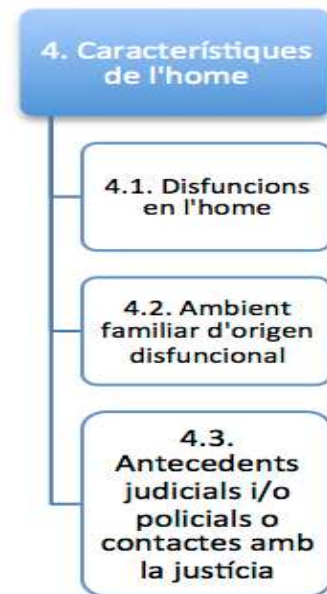 4. Característíques
de l'home
4.1. Disfuncions
en l'home
4.2. Ambient
familiar d'origen
disfuncional
4.3.
Antecedents
judicials i/o
policials o
contactes amb
la justícia